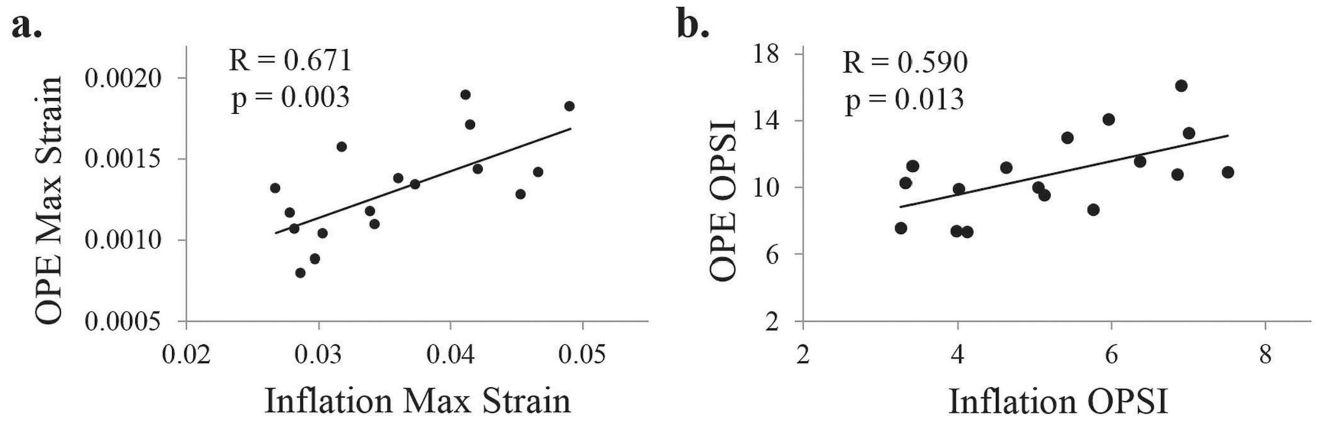 a.
R = 0.671
p = 0.003
OPE Max Strain
0.0020
0.0015
0.0010
0.0005
0.02 0.03 0.04 0.05
Inflation Max Strain
b.
R = 0.590
p = 0.013
OPE OPSI
18
14
10
6
2
2 4 6 8
Inflation OPSI